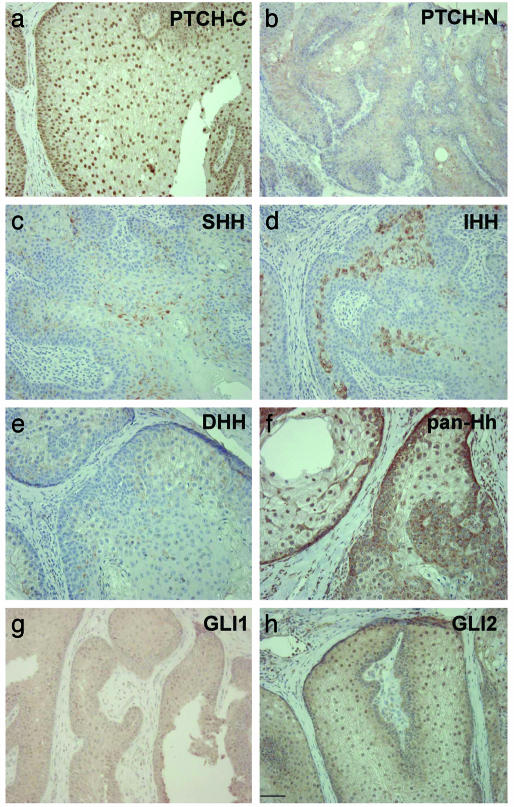 a PTCH-C
b PTCH-N
c SHH
d IHH
e DHH
f pan-Hh
g GLI1
h GLI2